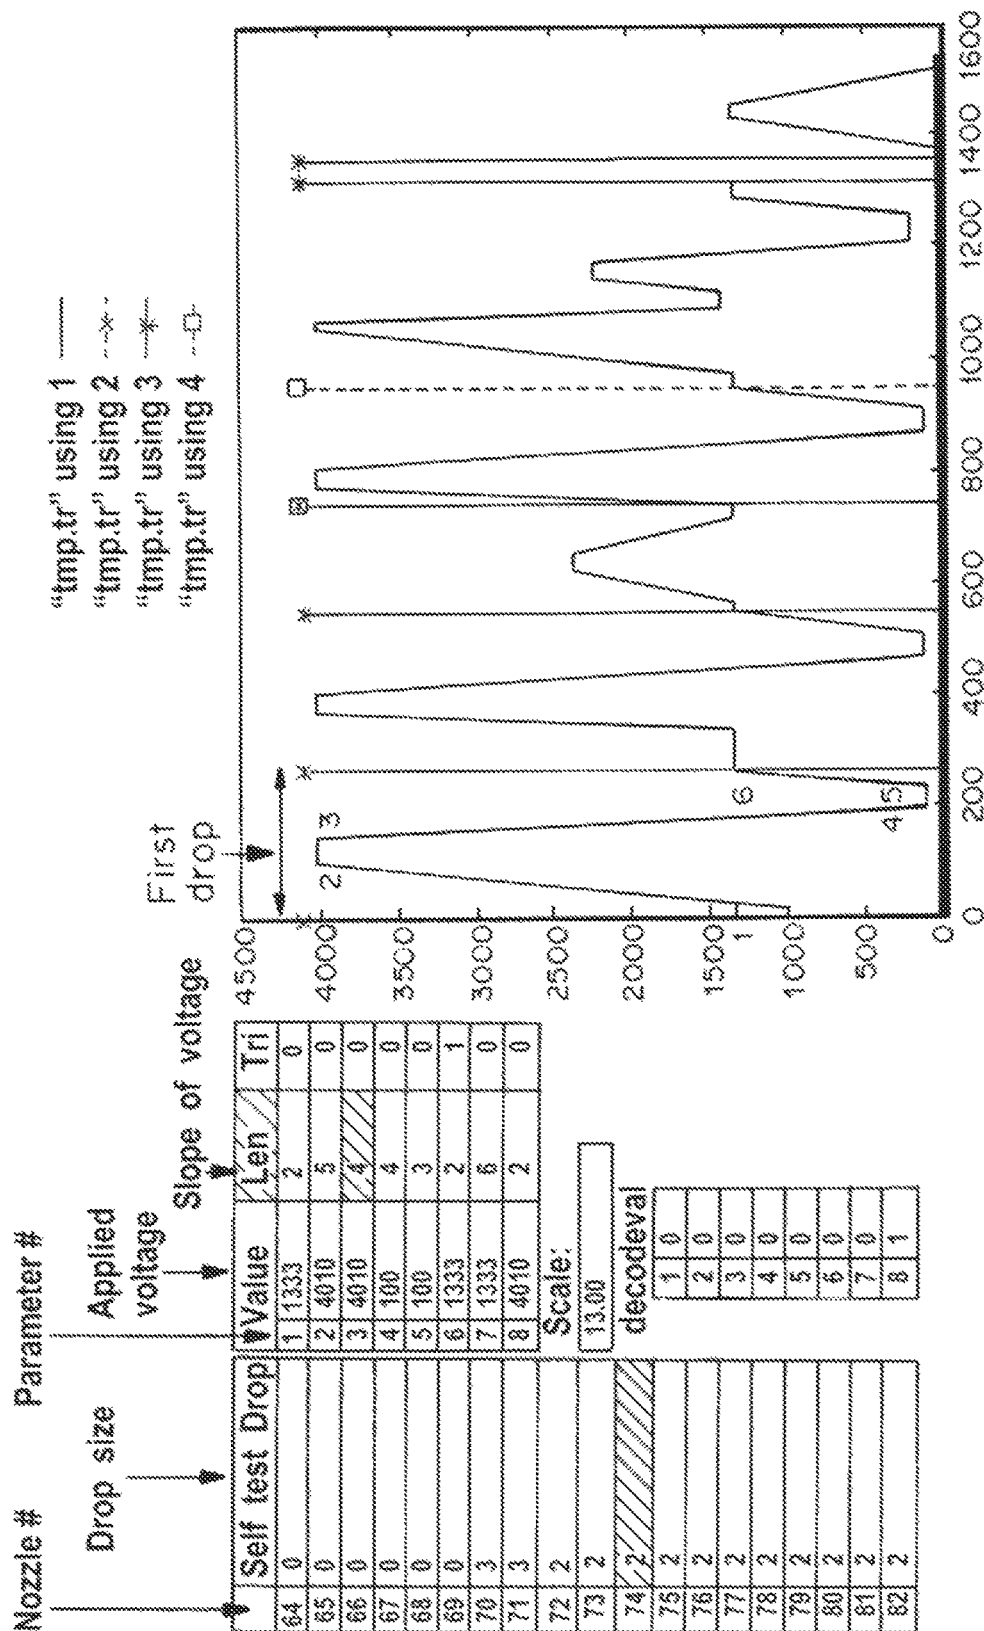 Nozzle #
Drop size
Parameter #
Applied voltage
Slope of voltage
Self test Drop
64 0
65 0
66 0
67 0
68 0
69 0
70 3
71 3
72 2
73 2
74 2
75 2
76 2
77 2
78 2
79 2
80 2
81 2
82 2
Value Len Tri
1 1333 2 0
2 4010 5 0
3 4010 4 0
4 100 4 0
5 100 3 0
6 1333 2 1
7 1333 6 0
8 4010 2 0
Scale:
13.00
decodeval
1 0
2 0
3 0
4 0
5 0
6 0
7 0
8 1
"tmp.tr" using 1
"tmp.tr" using 2
"tmp.tr" using 3
"tmp.tr" using 4
First
drop
4500
4000
3500
3000
2500
2000
1500
1
1000
500
0
2 3
6
4 5
0 200 400 600 800 1000 1200 1400 1600